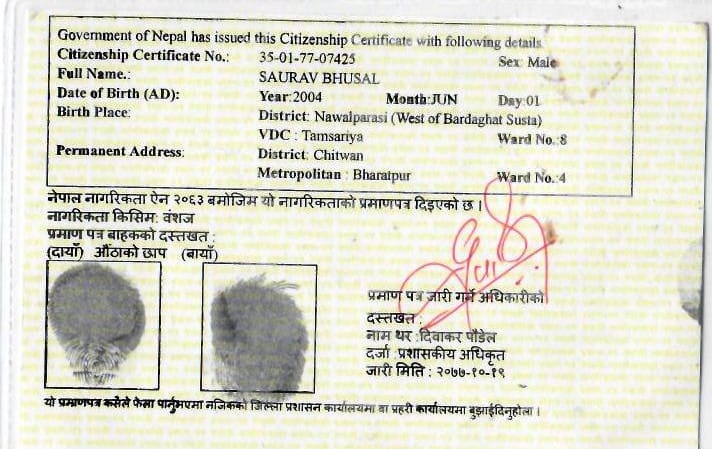 Government of Nepal has issued this Citizenship Certificate with following details.
Citizenship Certificate No.: 35-01-77-07425 Sex: Male
Full Name.: SAURAV BHUSAL
Date of Birth (AD): Year:2004 Month:JUN Day:01
Birth Place: District: Nawalparasi (West of Bardaghat Susta)
VDC : Tamsariya Ward No.:8
Permanent Address: District: Chitwan
Metropolitan : Bharatpur Ward No.:4
नेपाल नागरिकता ऐन २०६३ बमोजिम यो नागरिकताको प्रमाणपत्र दिइएको छ।
नागरिकता किसिम: वंशज
प्रमाण पत्र बाहकको दस्तखत :
(दायाँ) औंठाको छाप (बायाँ)
प्रमाण पत्र जारी गर्ने अधिकारीको
दस्तखत :
नाम थर :दिवाकर पौडेल
दर्जा :प्रशासकीय अधिकृत
जारी मिति : २०७७-१०-१९
यो प्रमाणपत्र कसैले फेला पार्नुभएमा नजिकको जिल्ला प्रशासन कार्यालयमा वा प्रहरी कार्यालयमा बुझाईदिनुहोला ।